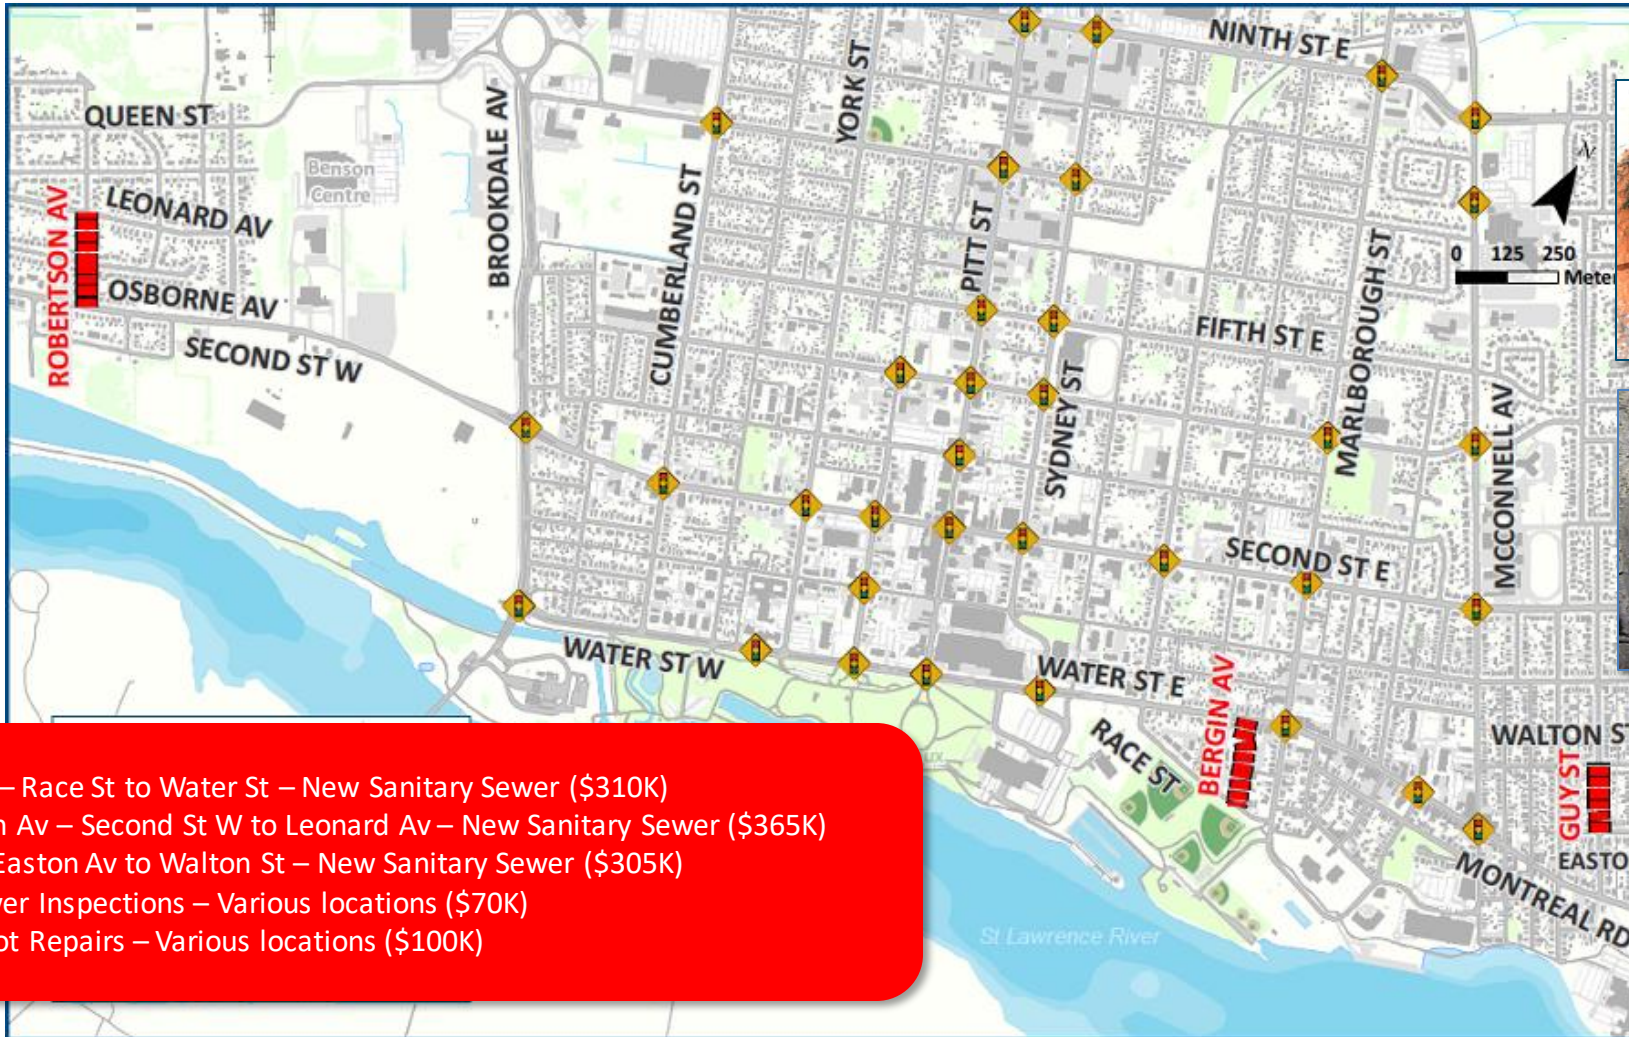 NINTH ST E
YORK ST
QUEEN ST
BROOKDALE AV
Benson
Centre
N
LEONARD AV
ROBERTSON AV
CUMBERLAND ST
PITT ST
MARLBOROUGH ST
0 125 250
Meter
OSBORNE AV
FIFTH ST E
SECOND ST W
SYDNEY ST
MCCONNELL AV
SECOND ST E
WATER ST W
WATER ST E
BERGIN AV
RACE ST
WALTON ST
GUY ST
EASTO
MONTREAL RD
St Lawrence River
– Race St to Water St – New Sanitary Sewer ($310K)
n Av – Second St W to Leonard Av – New Sanitary Sewer ($365K)
Easton Av to Walton St – New Sanitary Sewer ($305K)
ver Inspections – Various locations ($70K)
ot Repairs – Various locations ($100K)